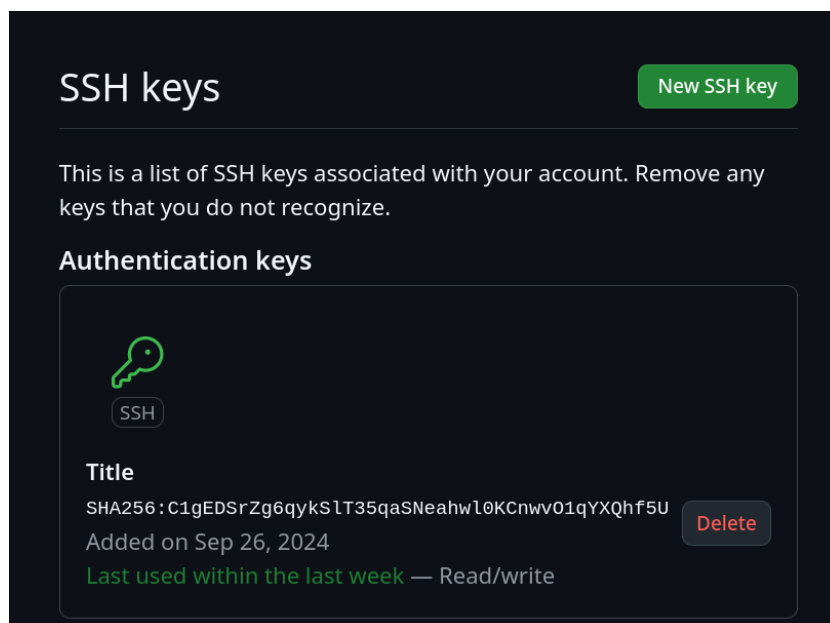 SSH keys
New SSH key
This is a list of SSH keys associated with your account. Remove any
keys that you do not recognize.
Authentication keys
SSH
Title
SHA256:C1gEDSrZg6qykSlT35qaSNeahwl0KCnwvO1qYXQhf5U
Delete
Added on Sep 26, 2024
Last used within the last week — Read/write